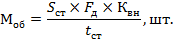 Mоб = Sст × Fд × Квн / tст, шт.